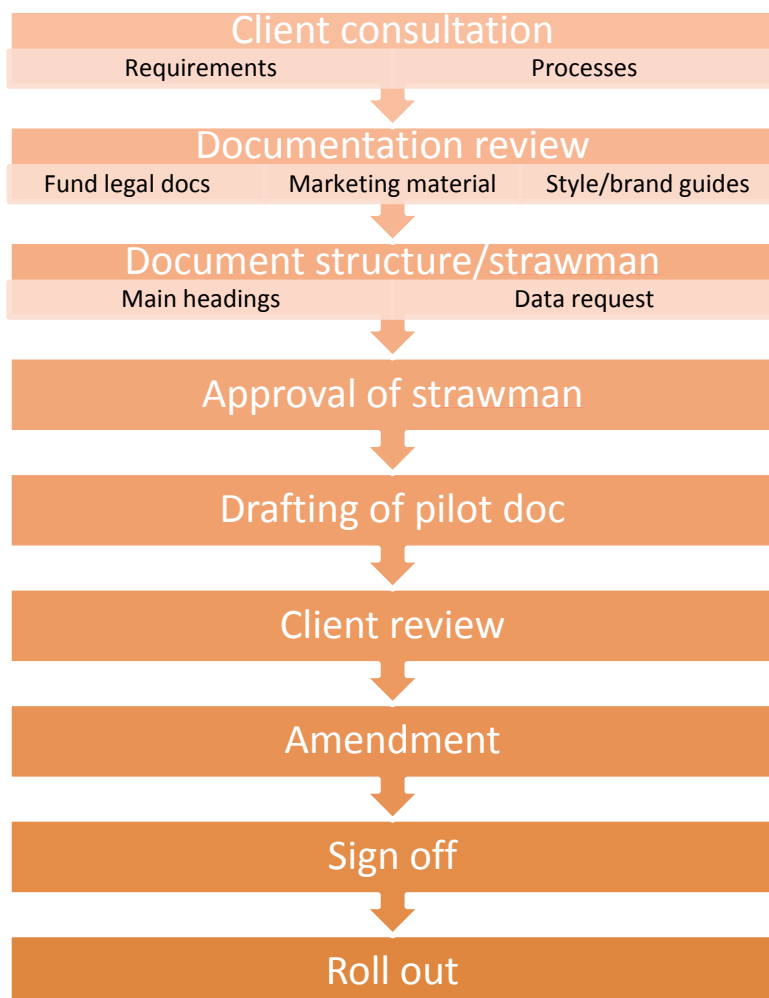 Client consultation
Requirements Processes
Documentation review
Fund legal docs Marketing material Style/brand guides
Document structure/strawman
Main headings Data request
Approval of strawman
Drafting of pilot doc
Client review
Amendment
Sign off
Roll out